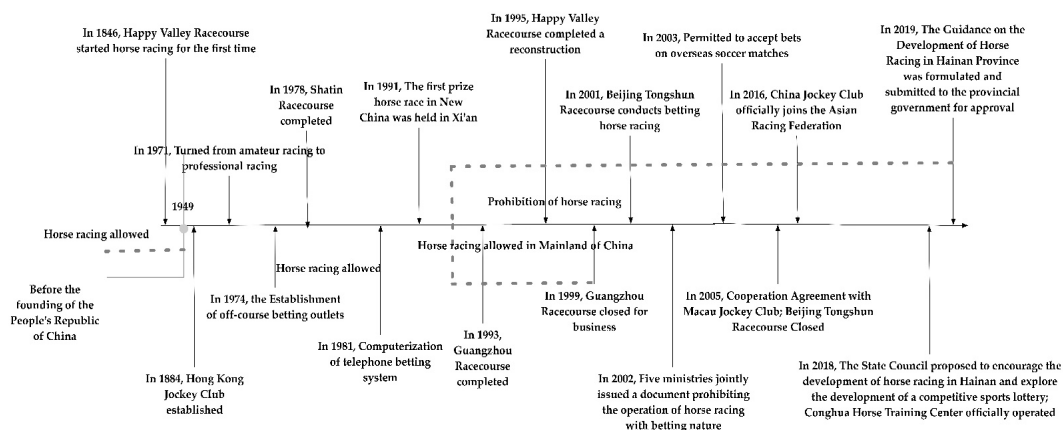 In 1846, Happy Valley Racecourse
started horse racing for the first time
In 1971, Turned from amateur racing to
professional racing
In 1978, Shatin
Racecourse
completed
In 1991, The first prize
horse race in New
China was held in Xi'an
In 1995, Happy Valley
Racecourse completed a
reconstruction
In 2001, Beijing Tongshun
Racecourse conducts betting
horse racing
In 2003, Permitted to accept bets
on overseas soccer matches
In 2016, China Jockey Club
officially joins the Asian
Racing Federation
In 2019, The Guidance on the
Development of Horse
Racing in Hainan Province
was formulated and
submitted to the provincial
government for approval
1949
Prohibition of horse racing
Horse racing allowed
Horse racing allowed in Mainland of China
Horse racing allowed
Before the
founding of the
People's Republic
of China
In 1884, Hong Kong
Jockey Club
established
In 1974, the Establishment
of off-course betting outlets
In 1981, Computerization
of telephone betting
system
In 1993,
Guangzhou
Racecourse
completed
In 1999, Guangzhou
Racecourse closed for
business
In 2002, Five ministries jointly
issued a document prohibiting
the operation of horse racing
with betting nature
In 2005, Cooperation Agreement with
Macau Jockey Club; Beijing Tongshun
Racecourse Closed
In 2018, The State Council proposed to encourage the
development of horse racing in Hainan and explore
the development of a competitive sports lottery;
Conghua Horse Training Center officially operated